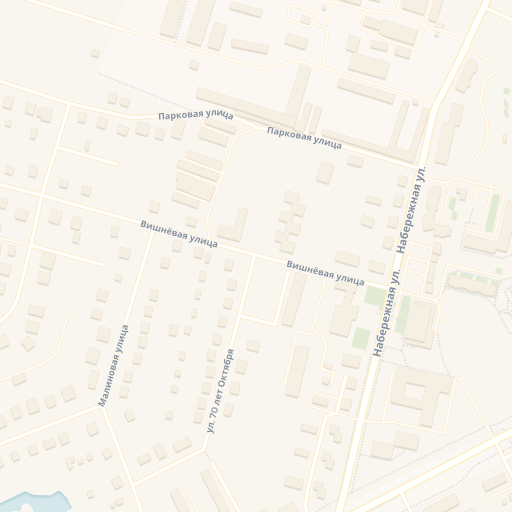 Парковая улица
Парковая улица
Набережная ул.
Вишнёвая улица
Вишнёвая улица
Набережная ул.
Малиновая улица
ул. 70 лет Октября